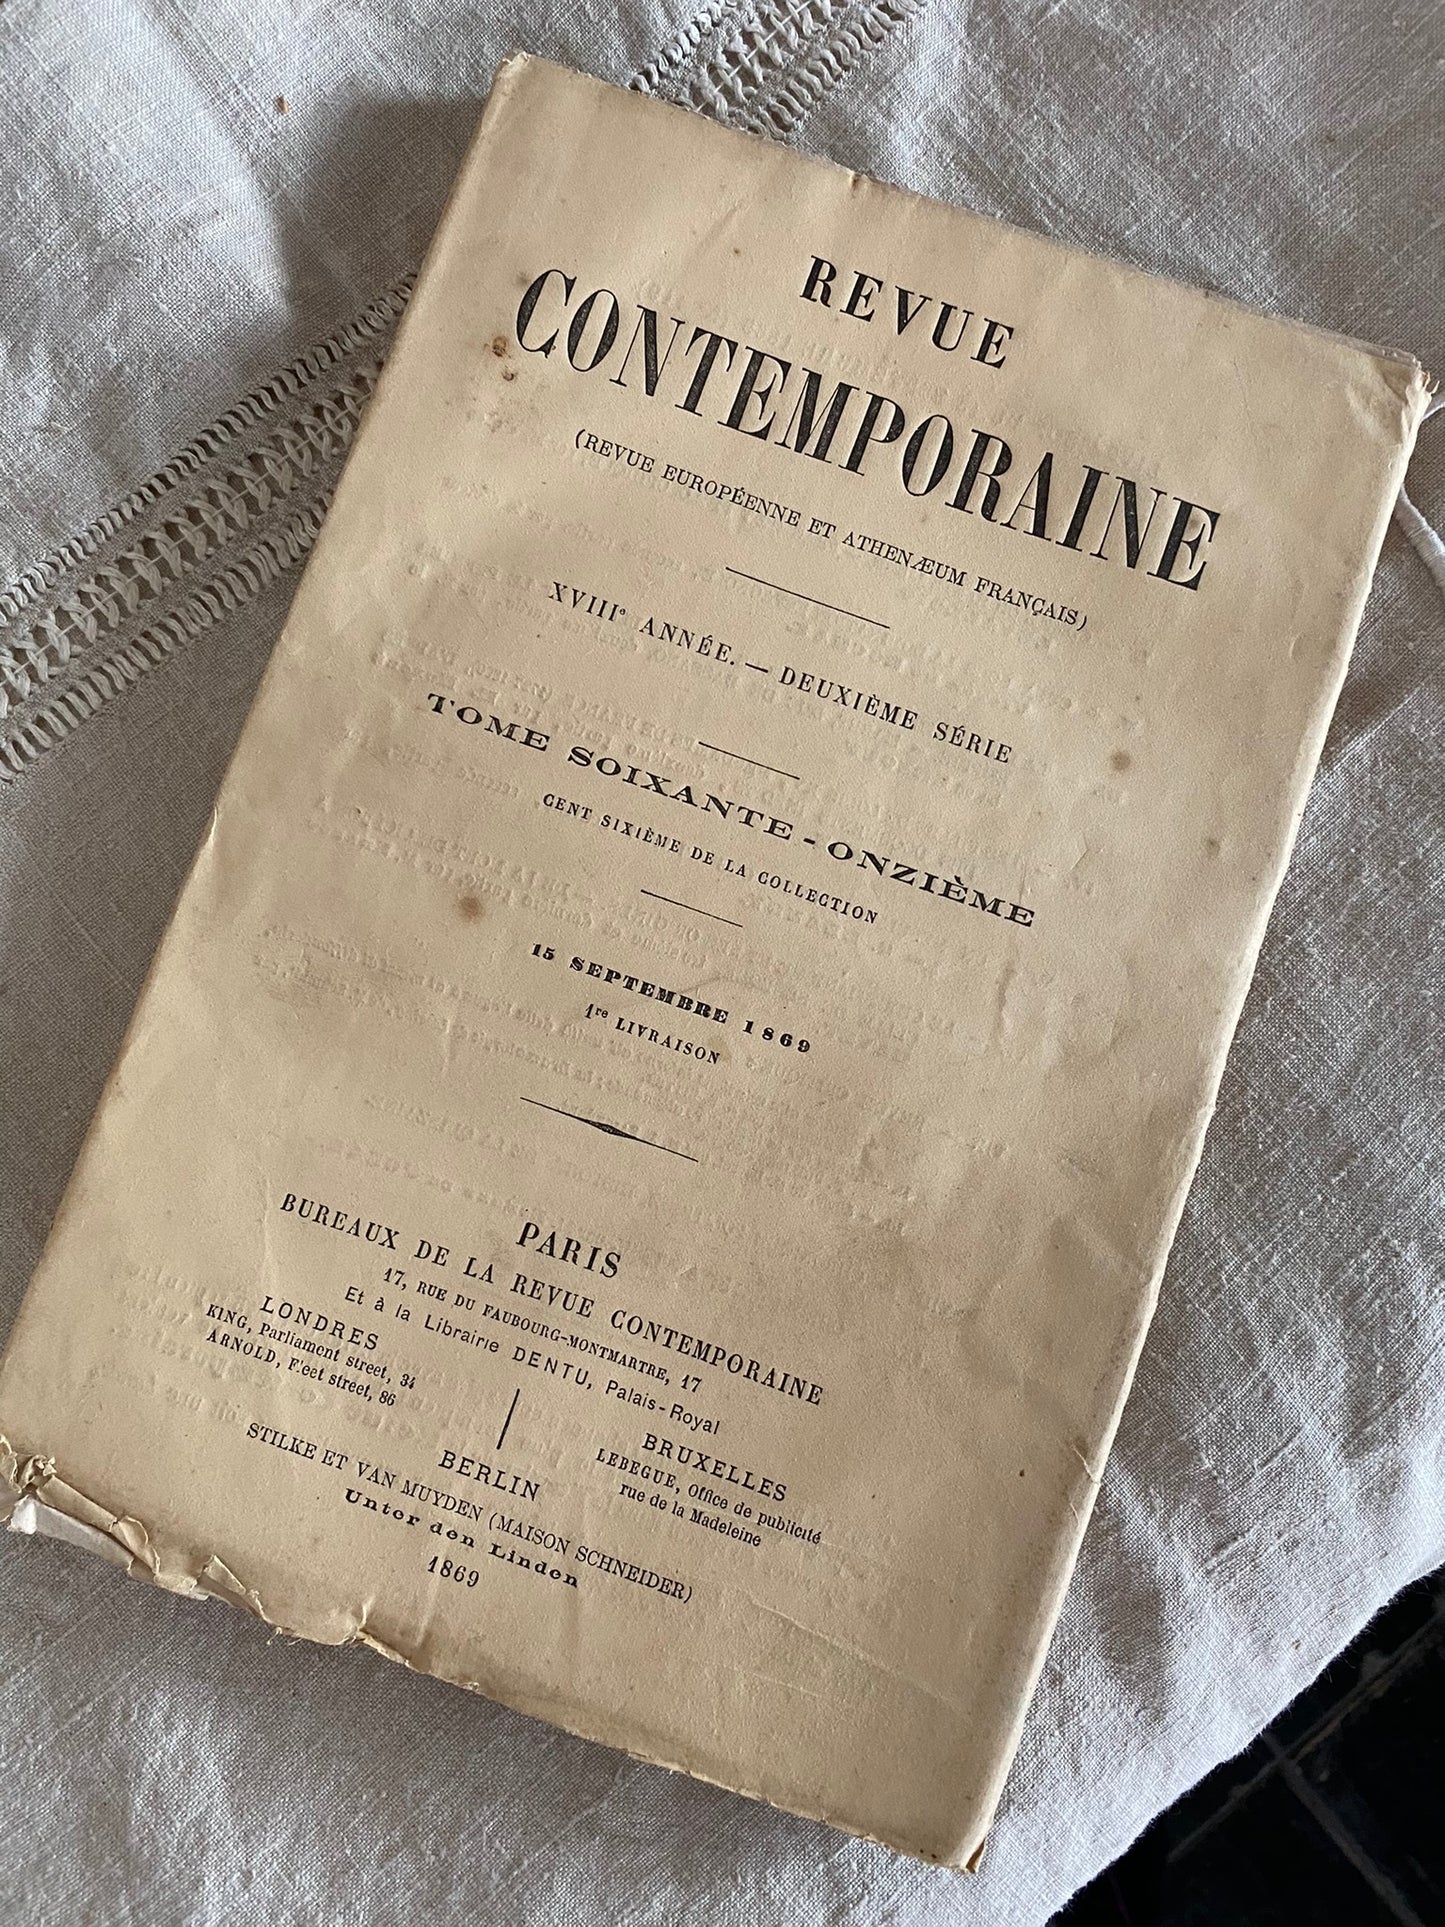 REVUE
CONTEMPORAINE
(REVUE EUROPÉENNE ET ATHENÆUM FRANÇAIS)
XVIIIᵉ ANNÉE. — DEUXIÈME SÉRIE
TOME SOIXANTE-ONZIÈME
CENT SIXIÈME DE LA COLLECTION
15 SEPTEMBRE 1869
1ʳᵉ LIVRAISON
PARIS
BUREAUX DE LA REVUE CONTEMPORAINE
17, RUE DU FAUBOURG-MONTMARTRE, 17
Et à la Librairie DENTU, Palais-Royal
LONDRES
KING, Parliament street, 34
ARNOLD, Fleet street, 86
BRUXELLES
LEBEGUE, Office de publicité
rue de la Madeleine
BERLIN
STILKE ET VAN MUYDEN (MAISON SCHNEIDER)
Unter den Linden
1869